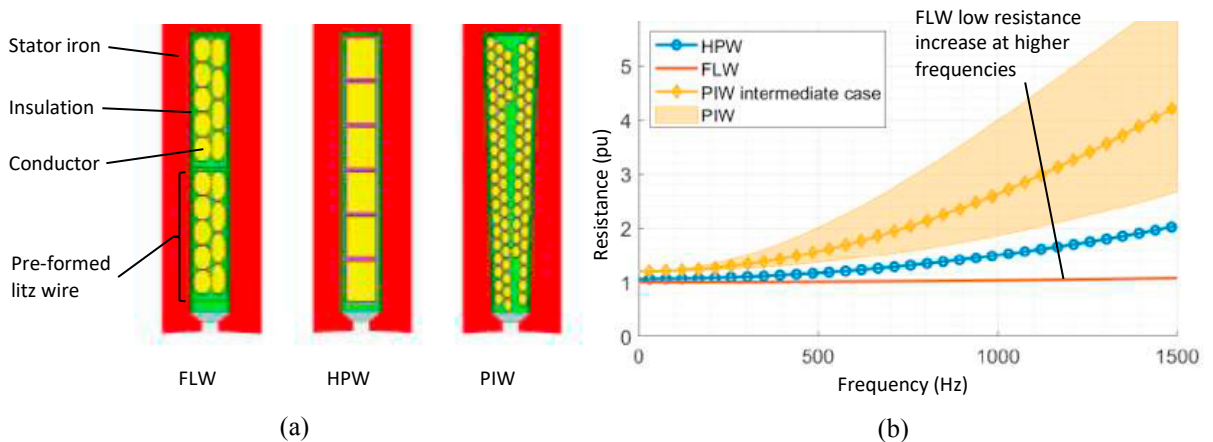 Stator iron
Insulation
Conductor
Pre-formed
litz wire
FLW
HPW
PIW
(a)
FLW low resistance
increase at higher
frequencies
HPW
FLW
PIW intermediate case
PIW
Resistance (pu)
5
4
3
2
1
0
0
500
1000
1500
Frequency (Hz)
(b)